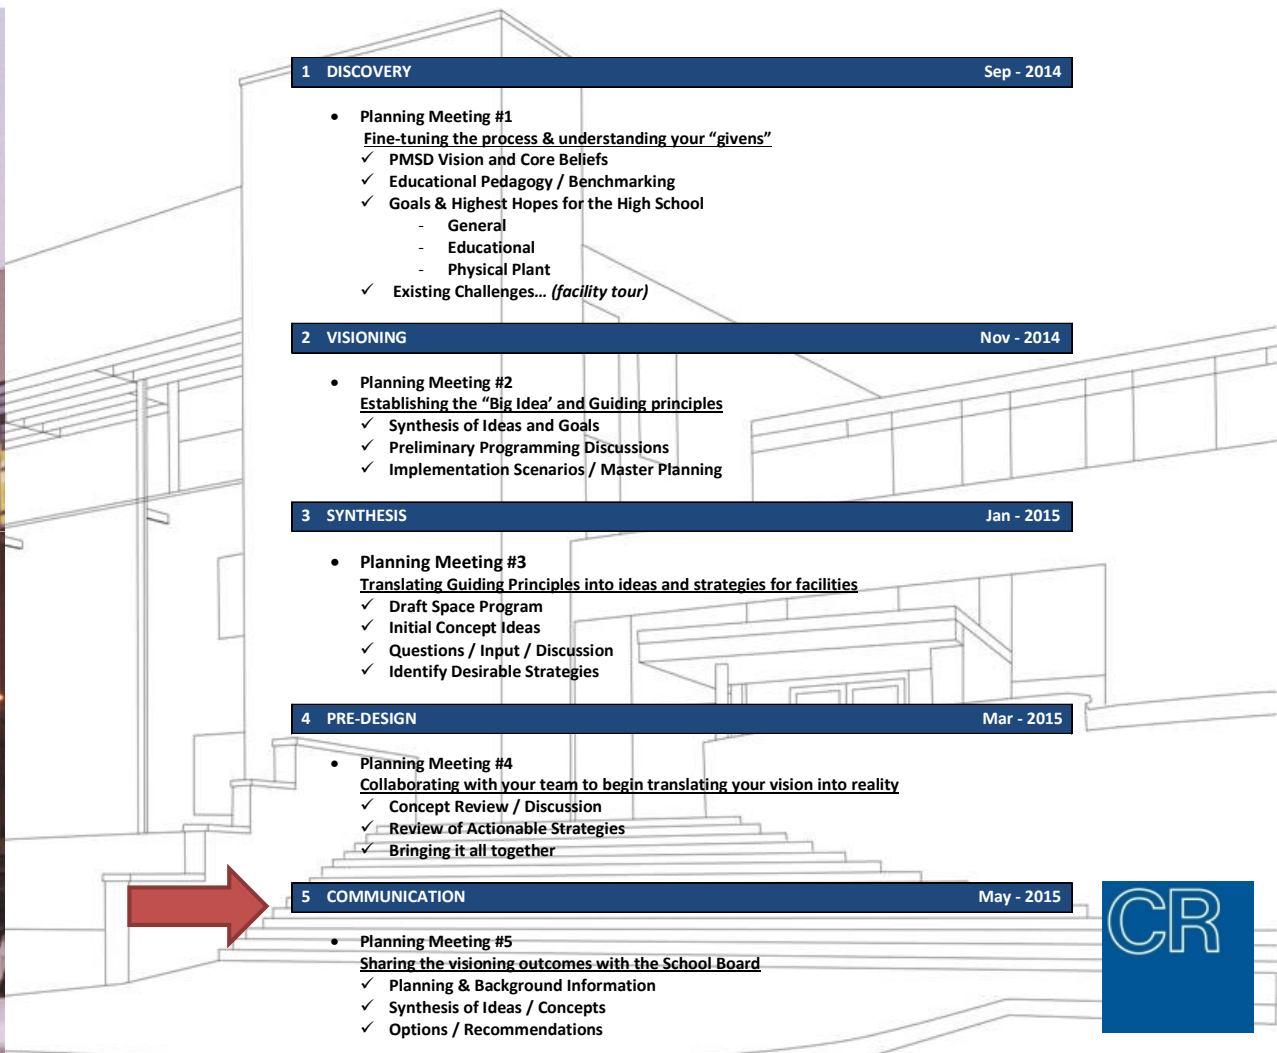 1 DISCOVERY Sep - 2014
• Planning Meeting #1
Fine-tuning the process & understanding your “givens”
✓ PMSD Vision and Core Beliefs
✓ Educational Pedagogy / Benchmarking
✓ Goals & Highest Hopes for the High School
- General
- Educational
- Physical Plant
✓ Existing Challenges… (facility tour)
2 VISIONING Nov - 2014
• Planning Meeting #2
Establishing the “Big Idea’ and Guiding principles
✓ Synthesis of Ideas and Goals
✓ Preliminary Programming Discussions
✓ Implementation Scenarios / Master Planning
3 SYNTHESIS Jan - 2015
• Planning Meeting #3
Translating Guiding Principles into ideas and strategies for facilities
✓ Draft Space Program
✓ Initial Concept Ideas
✓ Questions / Input / Discussion
✓ Identify Desirable Strategies
4 PRE-DESIGN Mar - 2015
• Planning Meeting #4
Collaborating with your team to begin translating your vision into reality
✓ Concept Review / Discussion
✓ Review of Actionable Strategies
✓ Bringing it all together
5 COMMUNICATION May - 2015
• Planning Meeting #5
Sharing the visioning outcomes with the School Board
✓ Planning & Background Information
✓ Synthesis of Ideas / Concepts
✓ Options / Recommendations
CR